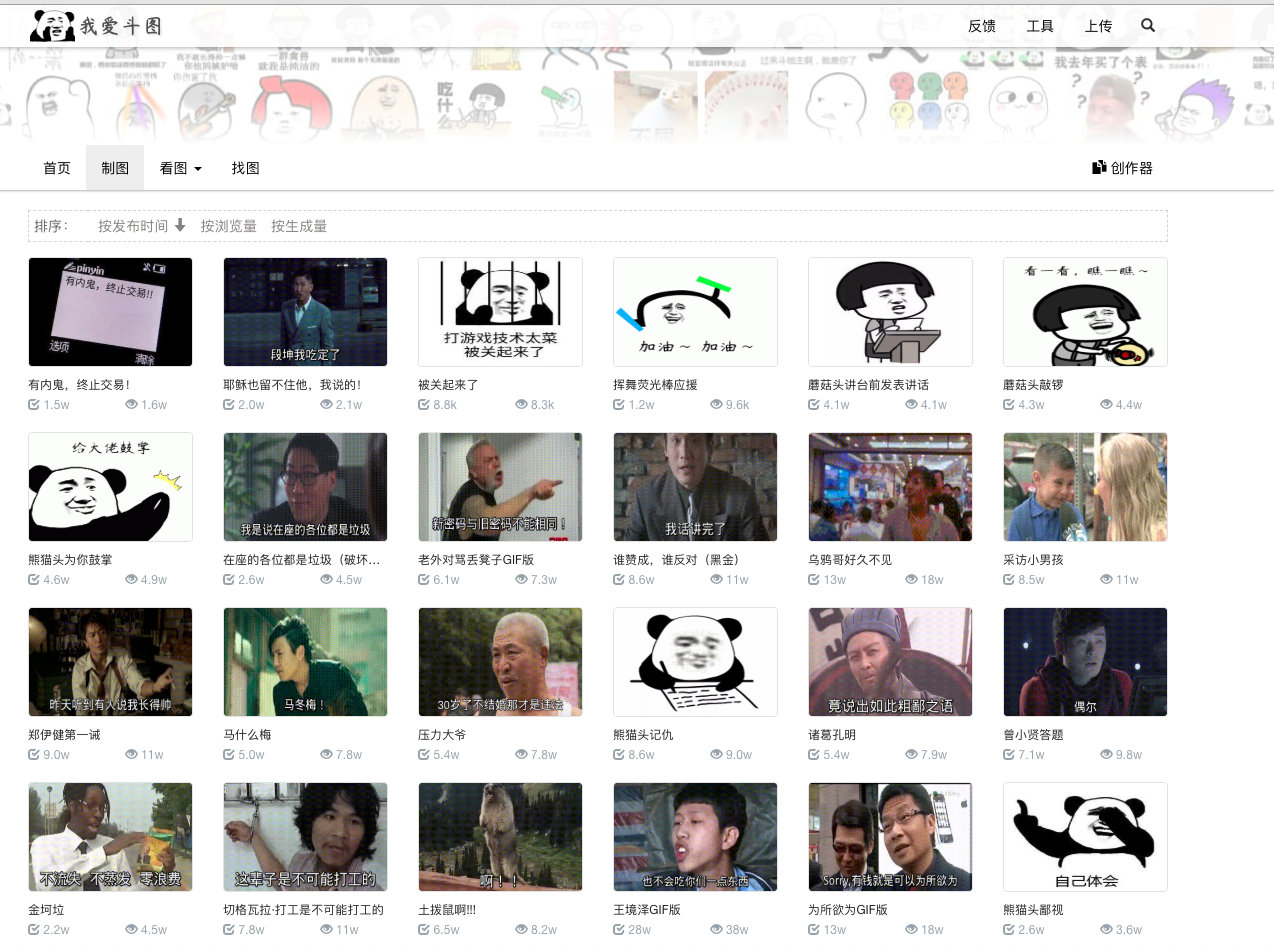 我爱斗图
反馈 工具 上传
我去年买了个表
吃什么
首页 制图 看图 找图 创作器
排序： 按发布时间 按浏览量 按生成量
pinyin
有内鬼，终止交易!!
选项 清除
段坤我吃定了
打游戏技术太菜
被关起来了
加油～ 加油～
看一看，瞧一瞧～
有内鬼，终止交易！ 耶稣也留不住他，我说的！ 被关起来了 挥舞荧光棒应援 蘑菇头讲台前发表讲话 蘑菇头敲锣
1.5w 1.6w 2.0w 2.1w 8.8k 8.3k 1.2w 9.6k 4.1w 4.1w 4.3w 4.4w
给大佬鼓掌
我是说在座的各位都是垃圾
新密码与旧密码不能相同！
我话讲完了
熊猫头为你鼓掌 在座的各位都是垃圾（破坏... 老外对骂丢凳子GIF版 谁赞成，谁反对（黑金） 乌鸦哥好久不见 采访小男孩
4.6w 4.9w 2.6w 4.5w 6.1w 7.3w 8.6w 11w 13w 18w 8.5w 11w
昨天听到有人说我长得帅
马冬梅！
30岁了不结婚那才是违法
竟说出如此粗鄙之语
偶尔
郑伊健第一诫 马什么梅 压力大爷 熊猫头记仇 诸葛孔明 曾小贤答题
9.0w 11w 5.0w 7.8w 5.4w 7.8w 8.6w 9.0w 5.4w 7.9w 7.1w 9.8w
不流失 不蒸发 零浪费
这辈子是不可能打工的
啊！！
也不会吃你们一点东西
Sorry,有钱就是可以为所欲为
自己体会
金坷垃 切格瓦拉·打工是不可能打工的 土拨鼠啊!!! 王境泽GIF版 为所欲为GIF版 熊猫头鄙视
2.2w 4.5w 7.8w 11w 6.5w 8.2w 28w 38w 13w 18w 2.6w 3.6w